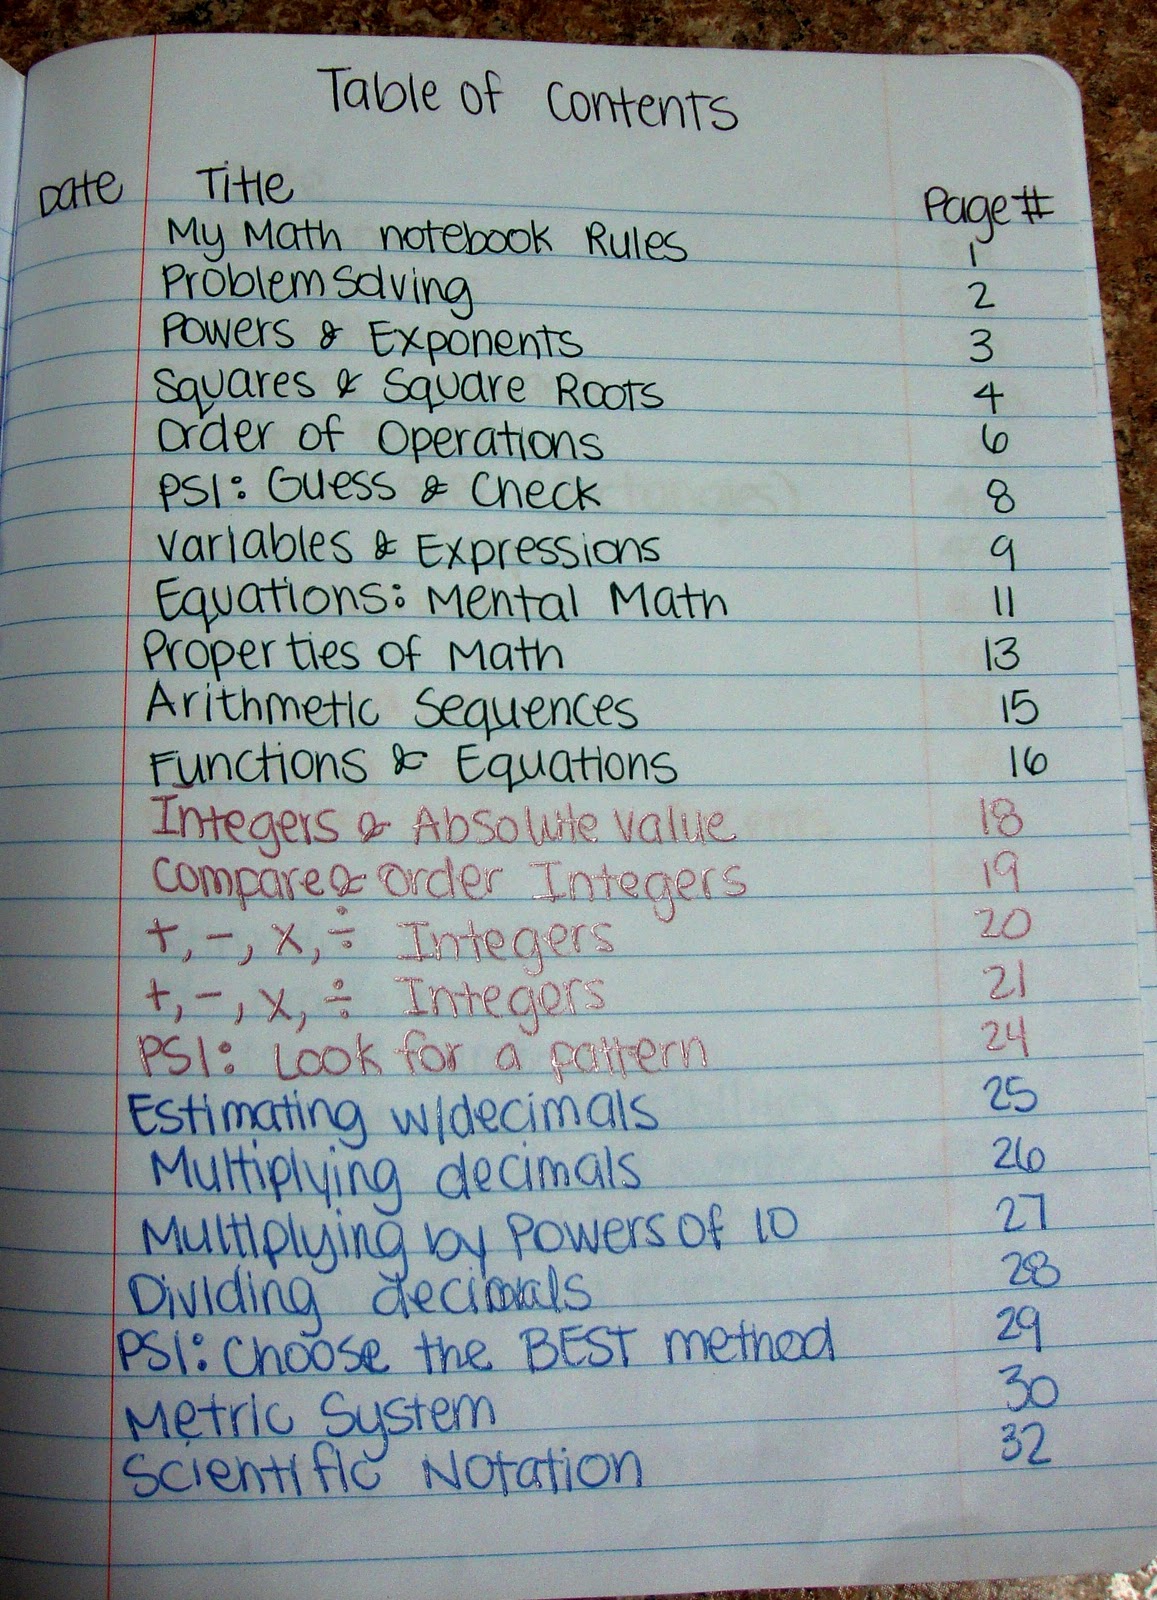 Table of Contents
Date Title Page #
My Math notebook Rules 1
Problem Solving 2
Powers & Exponents 3
Squares & Square Roots 4
Order of Operations 6
PSI: Guess & Check 8
Variables & Expressions 9
Equations: Mental Math 11
Properties of Math 13
Arithmetic Sequences 15
Functions & Equations 16
Integers & Absolute Value 18
Compare & Order Integers 19
+, -, x, ÷ Integers 20
+, -, x, ÷ Integers 21
PSI: Look for a pattern 24
Estimating w/decimals 25
Multiplying decimals 26
Multiplying by Powers of 10 27
Dividing decimals 28
PSI: Choose the BEST method 29
Metric System 30
Scientific Notation 32